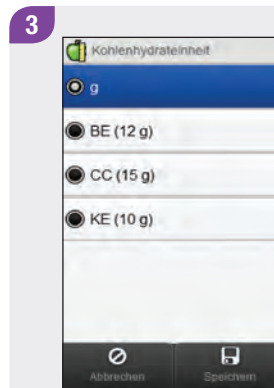 3
Kohlenhydrateinheit
g
BE (12 g)
CC (15 g)
KE (10 g)
Abbrechen
Speichern